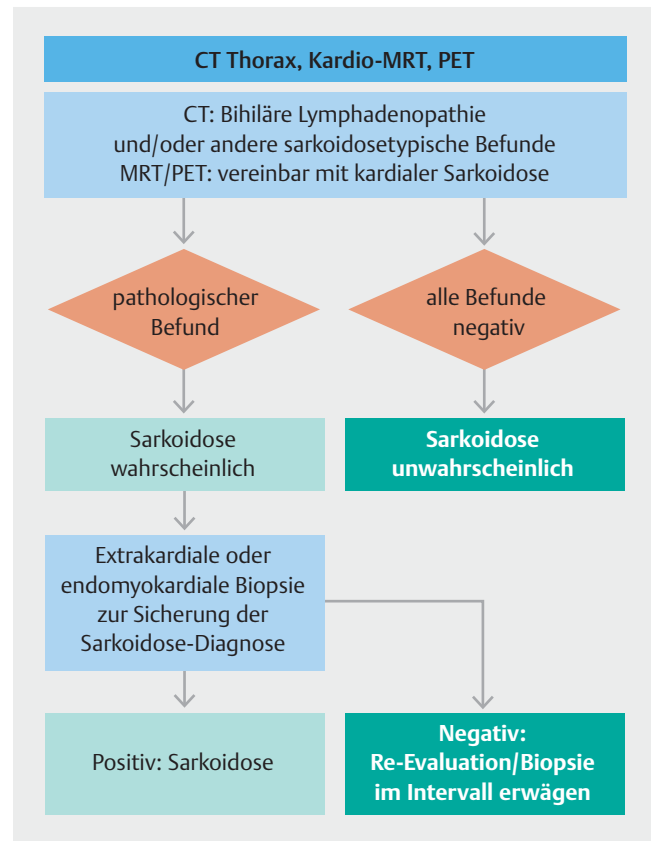 CT Thorax, Kardio-MRT, PET
CT: Bihiläre Lymphadenopathie
und/oder andere sarkoidosetypische Befunde
MRT/PET: vereinbar mit kardialer Sarkoidose
pathologischer
Befund
alle Befunde
negativ
Sarkoidose
wahrscheinlich
Sarkoidose
unwahrscheinlich
Extrakardiale oder
endomyokardiale Biopsie
zur Sicherung der
Sarkoidose-Diagnose
Positiv: Sarkoidose
Negativ:
Re-Evaluation/Biopsie
im Intervall erwägen